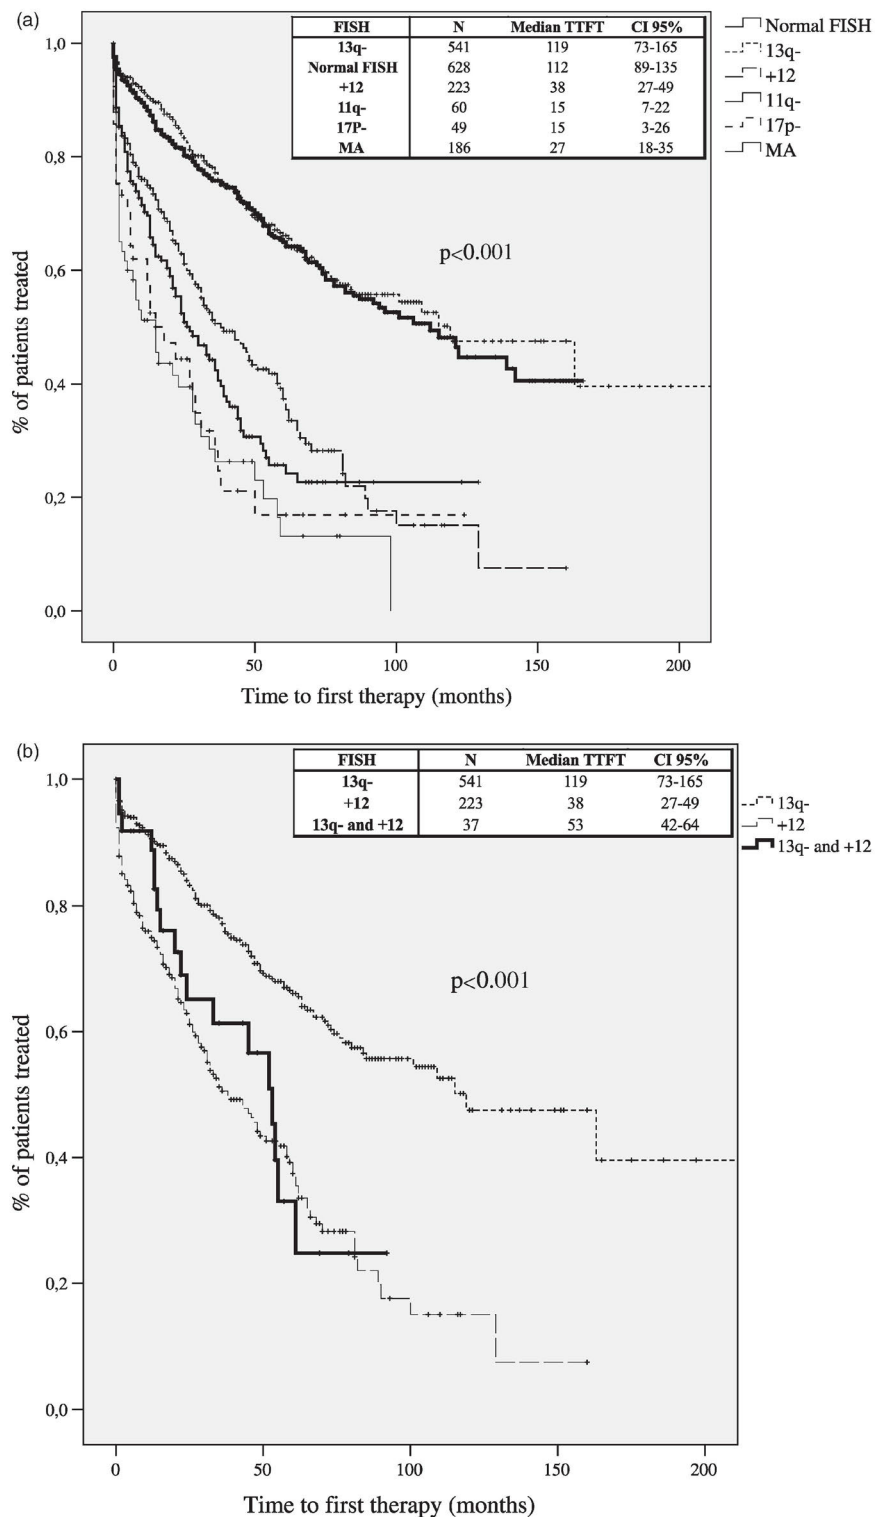 (a)
FISH N Median TTFT CI 95%
13q- 541 119 73-165
Normal FISH 628 112 89-135
+12 223 38 27-49
11q- 60 15 7-22
17P- 49 15 3-26
MA 186 27 18-35
Normal FISH
13q-
+12
11q-
17p-
MA
p<0.001
1,0
0,8
0,6
0,4
0,2
0,0
% of patients treated
0 50 100 150 200
Time to first therapy (months)
(b)
FISH N Median TTFT CI 95%
13q- 541 119 73-165
+12 223 38 27-49
13q- and +12 37 53 42-64
13q-
+12
13q- and +12
p<0.001
1,0
0,8
0,6
0,4
0,2
0,0
% of patients treated
0 50 100 150 200
Time to first therapy (months)